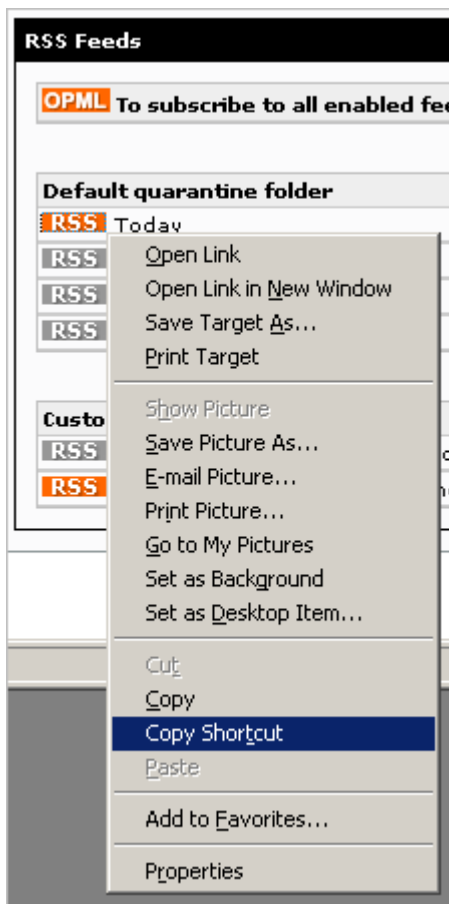 RSS Feeds
OPML To subscribe to all enabled
Default quarantine folder
RSS Today
RSS
RSS
RSS
Open Link
Open Link in New Window
Save Target As...
Print Target
Show Picture
Save Picture As...
E-mail Picture...
Print Picture...
Go to My Pictures
Set as Background
Set as Desktop Item...
Custo
RSS
RSS
Cut
Copy
Copy Shortcut
Paste
Add to Favorites...
Properties